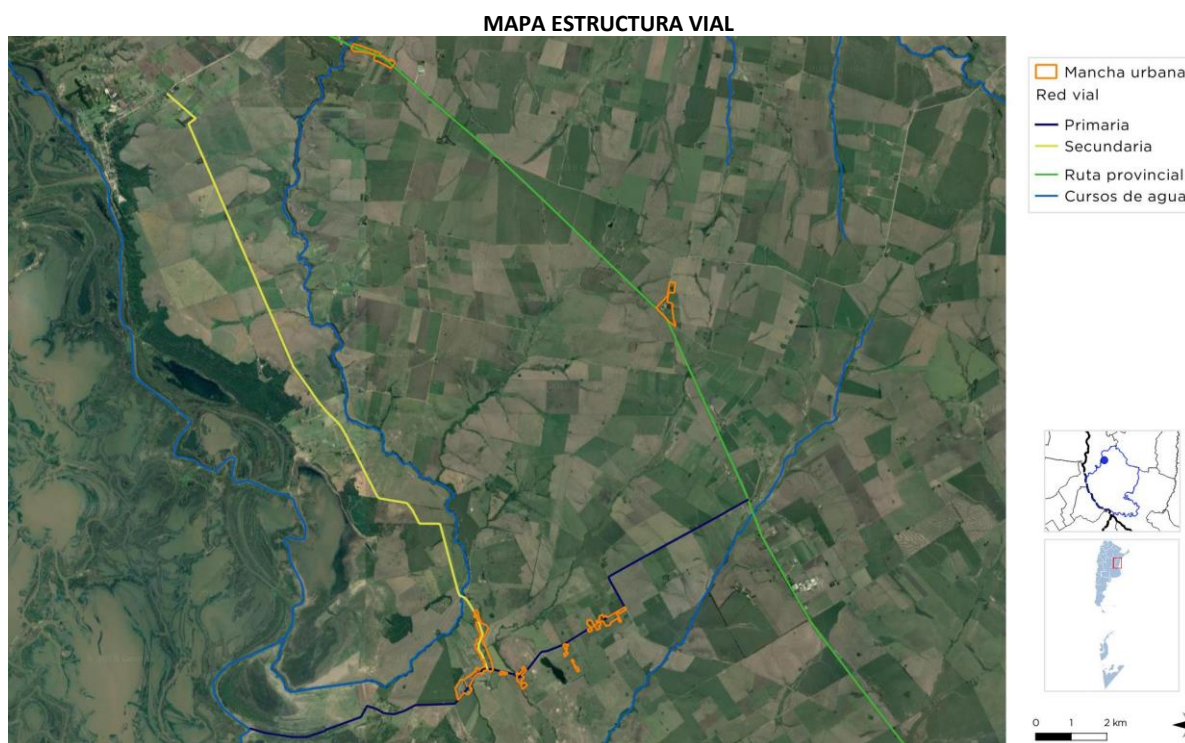 MAPA ESTRUCTURA VIAL
Mancha urbana
Red vial
Primaria
Secundaria
Ruta provincial
Cursos de agua
0 1 2 km